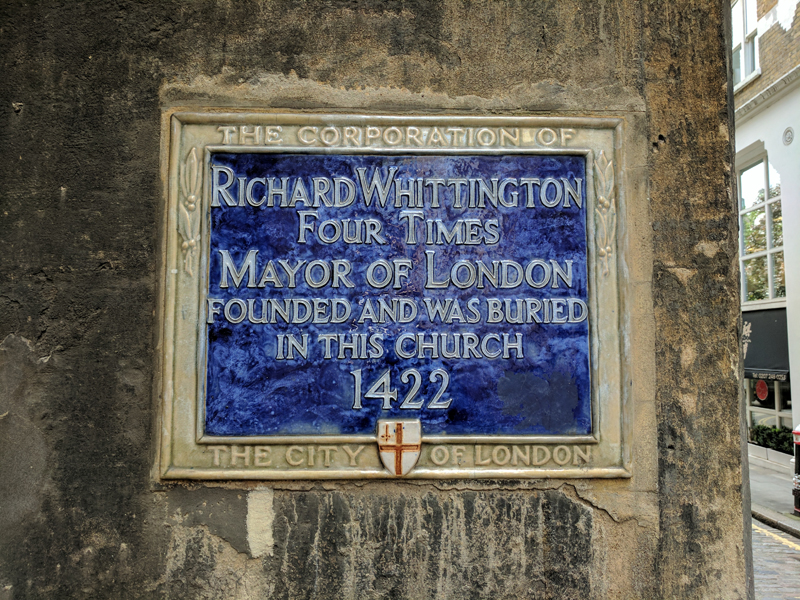 THE CORPORATION OF
RICHARD WHITTINGTON
FOUR TIMES
MAYOR OF LONDON
FOUNDED AND WAS BURIED
IN THIS CHURCH
1422
THE CITY OF LONDON